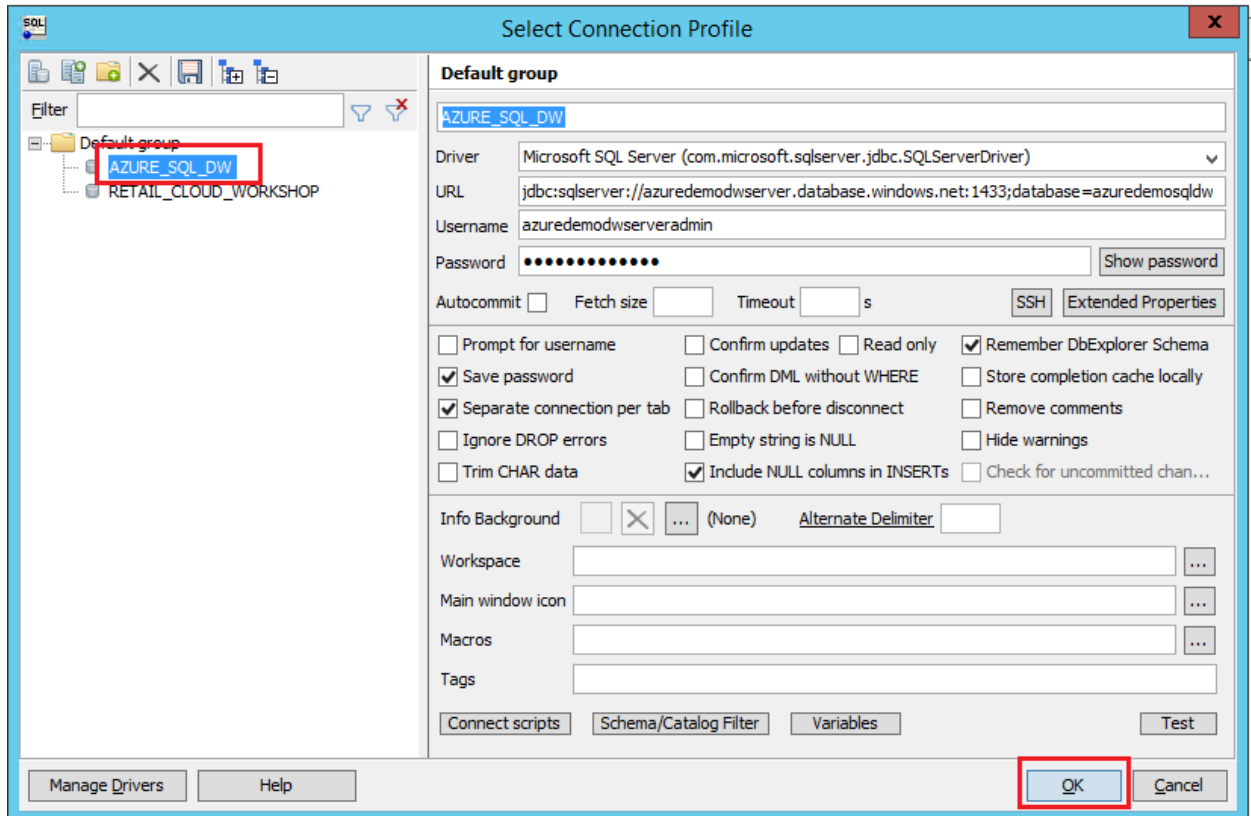 SQL
Select Connection Profile
x
Filter
Default group
AZURE_SQL_DW
RETAIL_CLOUD_WORKSHOP
Default group
AZURE_SQL_DW
Driver Microsoft SQL Server (com.microsoft.sqlserver.jdbc.SQLServerDriver)
URL jdbc:sqlserver://azuredemodwserver.database.windows.net:1433;database=azuredemosqldw
Username azuredemodwserveradmin
Password ••••••••••••• Show password
Autocommit Fetch size Timeout s SSH Extended Properties
Prompt for username Confirm updates Read only Remember DbExplorer Schema
Save password Confirm DML without WHERE Store completion cache locally
Separate connection per tab Rollback before disconnect Remove comments
Ignore DROP errors Empty string is NULL Hide warnings
Trim CHAR data Include NULL columns in INSERTs Check for uncommitted chan...
Info Background ... (None) Alternate Delimiter
Workspace ...
Main window icon ...
Macros ...
Tags
Connect scripts Schema/Catalog Filter Variables Test
Manage Drivers Help OK Cancel